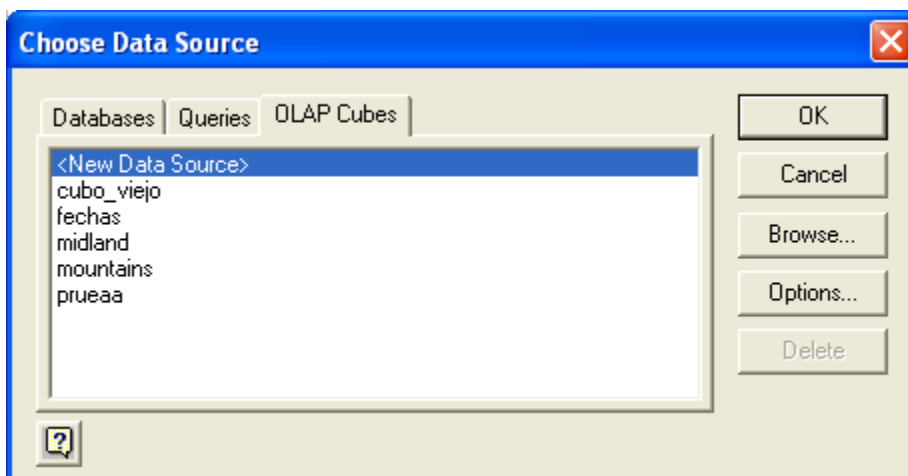 Choose Data Source
Databases Queries OLAP Cubes
<New Data Source>
cubo_viejo
fechas
midland
mountains
prueaa
OK
Cancel
Browse...
Options...
Delete
?